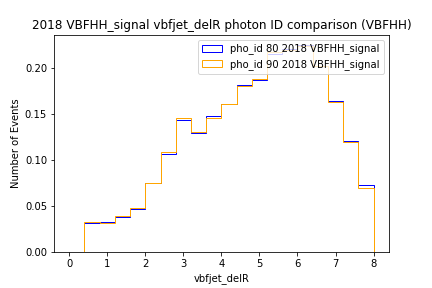 2018 VBFHH_signal vbfjet_delR photon ID comparison (VBFHH)
pho_id 80 2018 VBFHH_signal
pho_id 90 2018 VBFHH_signal
Number of Events
0.20
0.15
0.10
0.05
0.00
0 1 2 3 4 5 6 7 8
vbfjet_delR